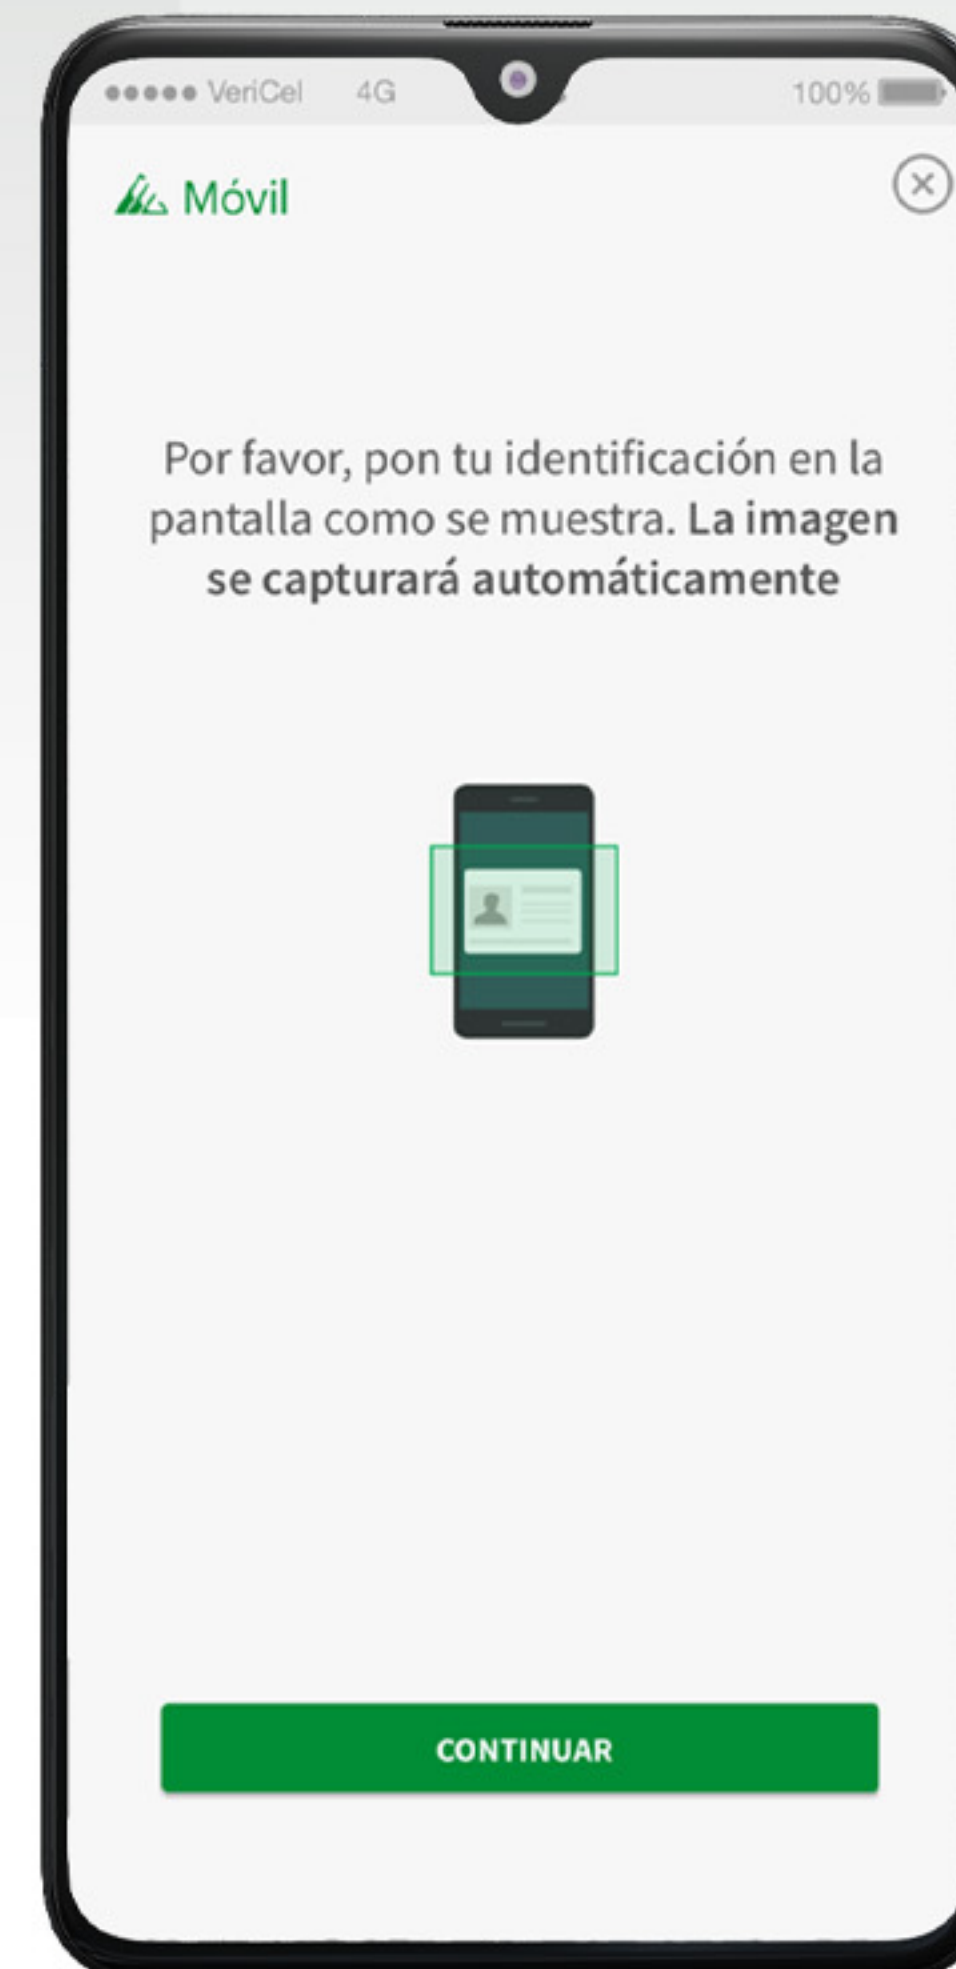 VeriCel 4G 100%
Móvil
Por favor, pon tu identificación en la
pantalla como se muestra. La imagen
se capturará automáticamente
CONTINUAR